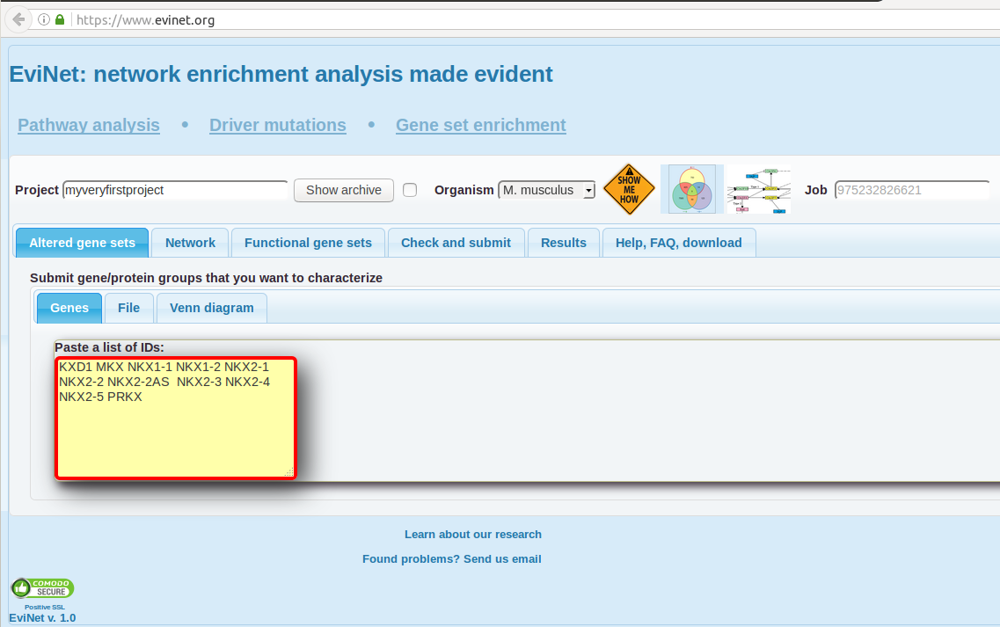 https://www.evinet.org
EviNet: network enrichment analysis made evident
Pathway analysis • Driver mutations • Gene set enrichment
Project myveryfirstproject Show archive Organism M. musculus SHOW ME HOW Job 975232826621
Altered gene sets Network Functional gene sets Check and submit Results Help, FAQ, download
Submit gene/protein groups that you want to characterize
Genes File Venn diagram
Paste a list of IDs:
KXD1 MKX NKX1-1 NKX1-2 NKX2-1
NKX2-2 NKX2-2AS  NKX2-3 NKX2-4
NKX2-5 PRKX
Learn about our research
Found problems? Send us email
COMODO
SECURE
Positive SSL
EviNet v. 1.0